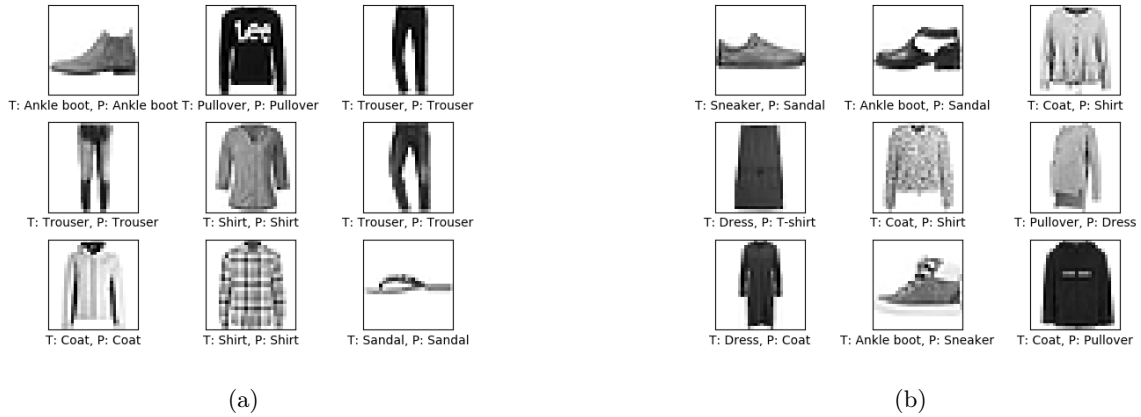 Lee
T: Ankle boot, P: Ankle boot T: Pullover, P: Pullover T: Trouser, P: Trouser
T: Trouser, P: Trouser T: Shirt, P: Shirt T: Trouser, P: Trouser
T: Coat, P: Coat T: Shirt, P: Shirt T: Sandal, P: Sandal
(a)
T: Sneaker, P: Sandal T: Ankle boot, P: Sandal T: Coat, P: Shirt
T: Dress, P: T-shirt T: Coat, P: Shirt T: Pullover, P: Dress
T: Dress, P: Coat T: Ankle boot, P: Sneaker T: Coat, P: Pullover
(b)